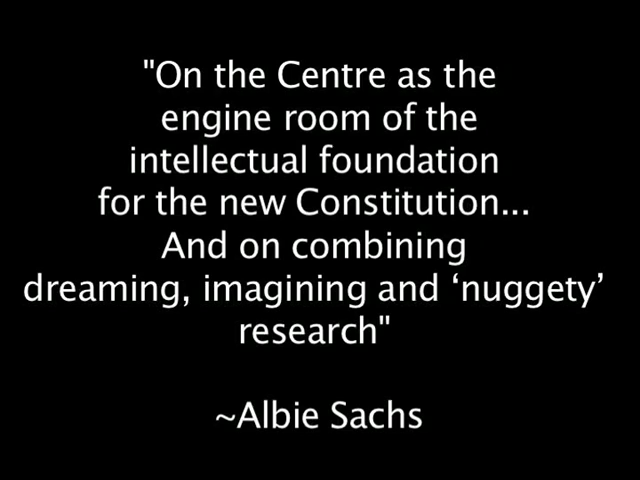 "On the Centre as the
engine room of the
intellectual foundation
for the new Constitution...
And on combining
dreaming, imagining and ‘nuggety’
research"
~Albie Sachs